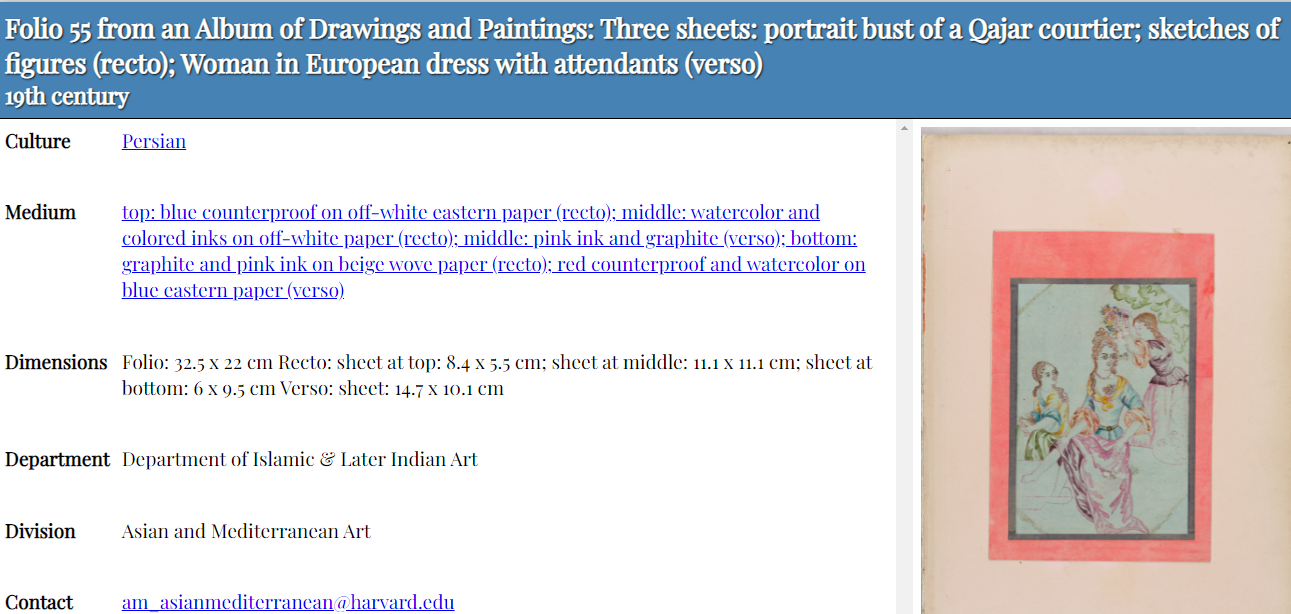 Folio 55 from an Album of Drawings and Paintings: Three sheets: portrait bust of a Qajar courtier; sketches of
figures (recto); Woman in European dress with attendants (verso)
19th century
Culture Persian
Medium top: blue counterproof on off-white eastern paper (recto); middle: watercolor and
colored inks on off-white paper (recto); middle: pink ink and graphite (verso); bottom:
graphite and pink ink on beige wove paper (recto); red counterproof and watercolor on
blue eastern paper (verso)
Dimensions Folio: 32.5 x 22 cm Recto: sheet at top: 8.4 x 5.5 cm; sheet at middle: 11.1 x 11.1 cm; sheet at
bottom: 6 x 9.5 cm Verso: sheet: 14.7 x 10.1 cm
Department Department of Islamic & Later Indian Art
Division Asian and Mediterranean Art
Contact am_asianmediterranean@harvard.edu